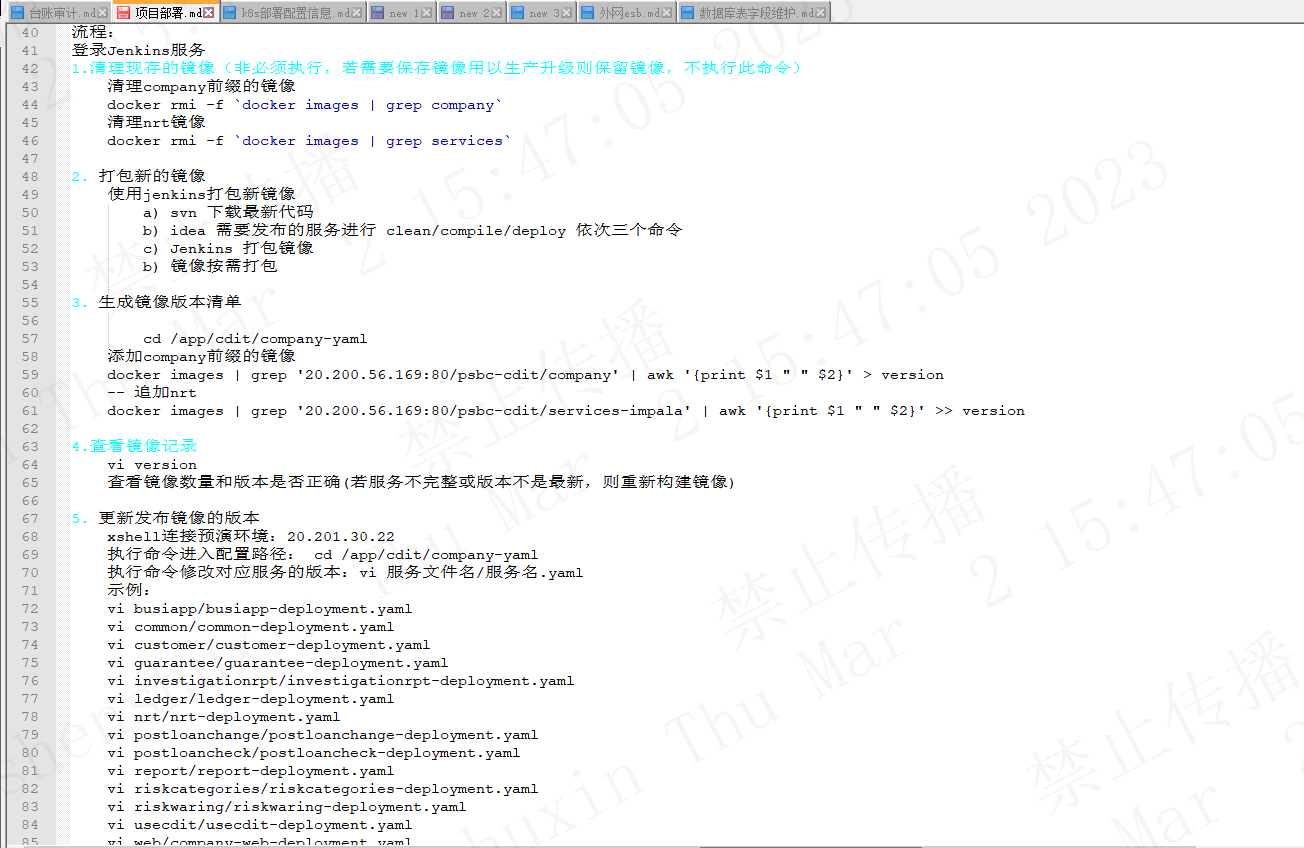 台账审计.md 项目部署.md k8s部署配置信息.md new 1 new 2 new 3 外网esb.md 数据库表字段维护.md
40 流程：
41 登录Jenkins服务
42 1.清理现存的镜像（非必须执行，若需要保存镜像用以生产升级则保留镜像，不执行此命令）
43 清理company前缀的镜像
44 docker rmi -f `docker images | grep company`
45 清理nrt镜像
46 docker rmi -f `docker images | grep services`
47
48 2. 打包新的镜像
49 使用jenkins打包新镜像
50 a) svn 下载最新代码
51 b) idea 需要发布的服务进行 clean/compile/deploy 依次三个命令
52 c) Jenkins 打包镜像
53 b) 镜像按需打包
54
55 3. 生成镜像版本清单
56
57 cd /app/cdit/company-yaml
58 添加company前缀的镜像
59 docker images | grep '20.200.56.169:80/psbc-cdit/company' | awk '{print $1 " " $2}' > version
60 -- 追加nrt
61 docker images | grep '20.200.56.169:80/psbc-cdit/services-impala' | awk '{print $1 " " $2}' >> version
62
63 4.查看镜像记录
64 vi version
65 查看镜像数量和版本是否正确(若服务不完整或版本不是最新，则重新构建镜像)
66
67 5. 更新发布镜像的版本
68 xshell连接预演环境：20.201.30.22
69 执行命令进入配置路径： cd /app/cdit/company-yaml
70 执行命令修改对应服务的版本：vi 服务文件名/服务名.yaml
71 示例：
72 vi busiapp/busiapp-deployment.yaml
73 vi common/common-deployment.yaml
74 vi customer/customer-deployment.yaml
75 vi guarantee/guarantee-deployment.yaml
76 vi investigationrpt/investigationrpt-deployment.yaml
77 vi ledger/ledger-deployment.yaml
78 vi nrt/nrt-deployment.yaml
79 vi postloanchange/postloanchange-deployment.yaml
80 vi postloancheck/postloancheck-deployment.yaml
81 vi report/report-deployment.yaml
82 vi riskcategories/riskcategories-deployment.yaml
83 vi riskwaring/riskwaring-deployment.yaml
84 vi usecdit/usecdit-deployment.yaml
85 vi web/company-web-deployment.yaml
禁止传播
Thu Mar 2 15:47:05 2023